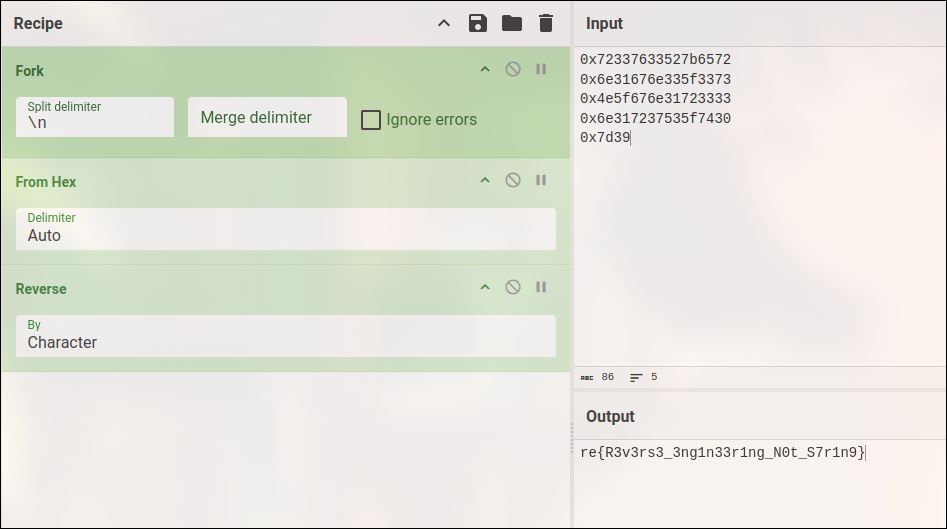 Recipe
Fork
Split delimiter
\n
Merge delimiter
Ignore errors
From Hex
Delimiter
Auto
Reverse
By
Character
Input
0x72337633527b6572
0x6e31676e335f3373
0x4e5f676e31723333
0x6e317237535f7430
0x7d39
ABC 86 5
Output
re{R3v3rs3_3ng1n33r1ng_N0t_S7r1n9}